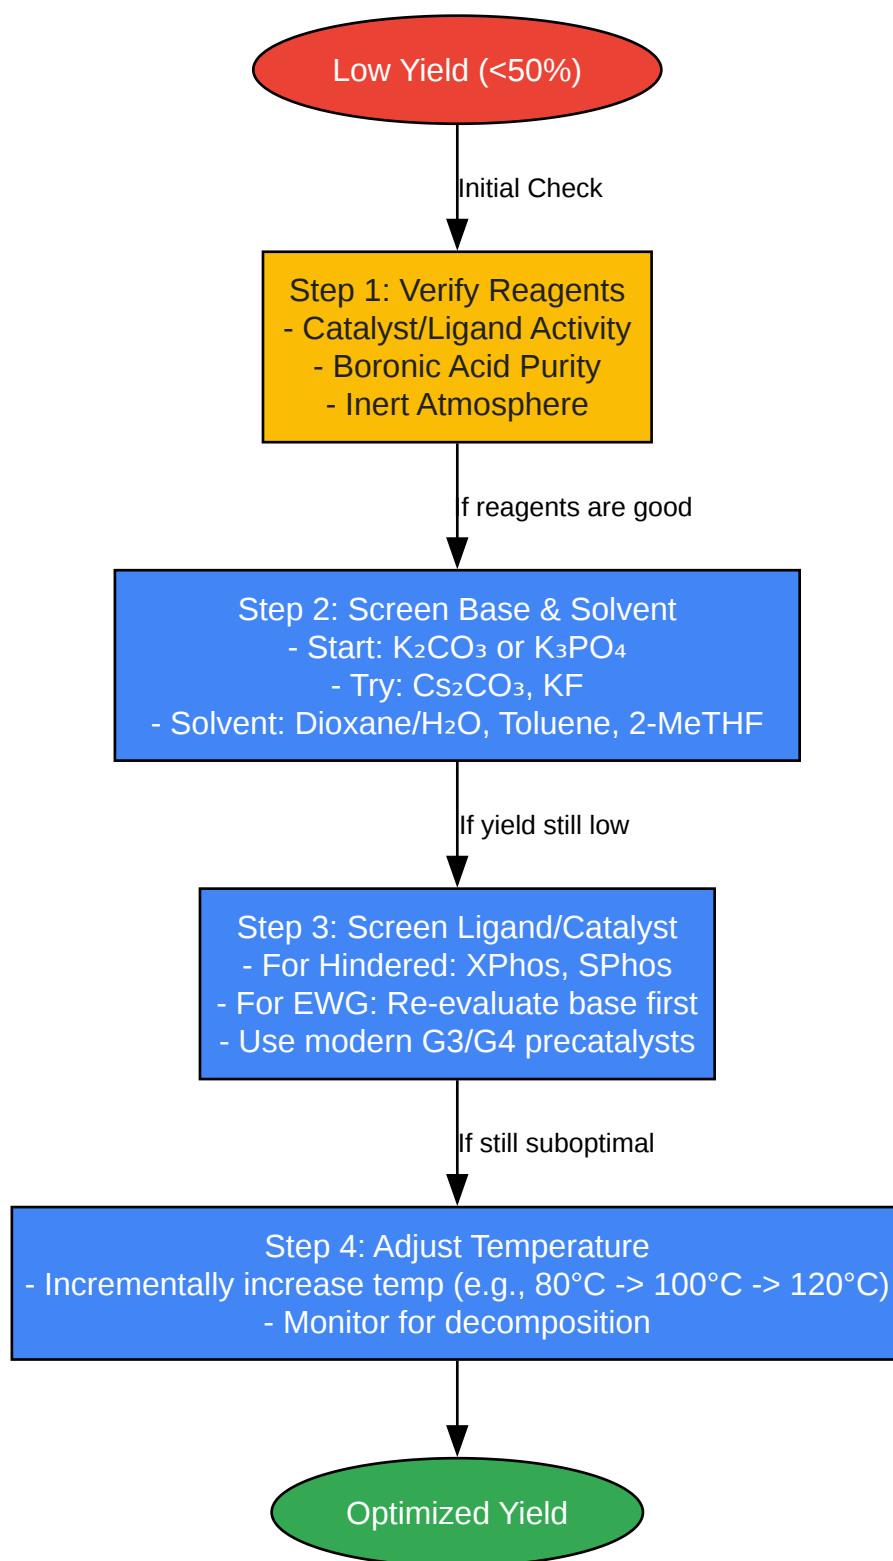 Low Yield (<50%)
Initial Check
Step 1: Verify Reagents
- Catalyst/Ligand Activity
- Boronic Acid Purity
- Inert Atmosphere
If reagents are good
Step 2: Screen Base & Solvent
- Start: K₂CO₃ or K₃PO₄
- Try: Cs₂CO₃, KF
- Solvent: Dioxane/H₂O, Toluene, 2-MeTHF
If yield still low
Step 3: Screen Ligand/Catalyst
- For Hindered: XPhos, SPhos
- For EWG: Re-evaluate base first
- Use modern G3/G4 precatalysts
If still suboptimal
Step 4: Adjust Temperature
- Incrementally increase temp (e.g., 80°C -> 100°C -> 120°C)
- Monitor for decomposition
Optimized Yield